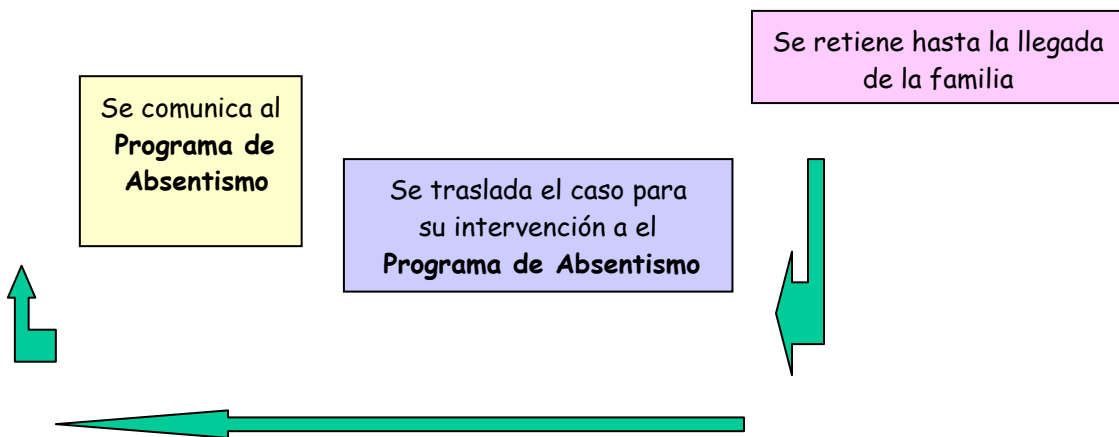 Se retiene hasta la llegada
de la familia
Se comunica al
Programa de
Absentismo
Se traslada el caso para
su intervención a el
Programa de Absentismo